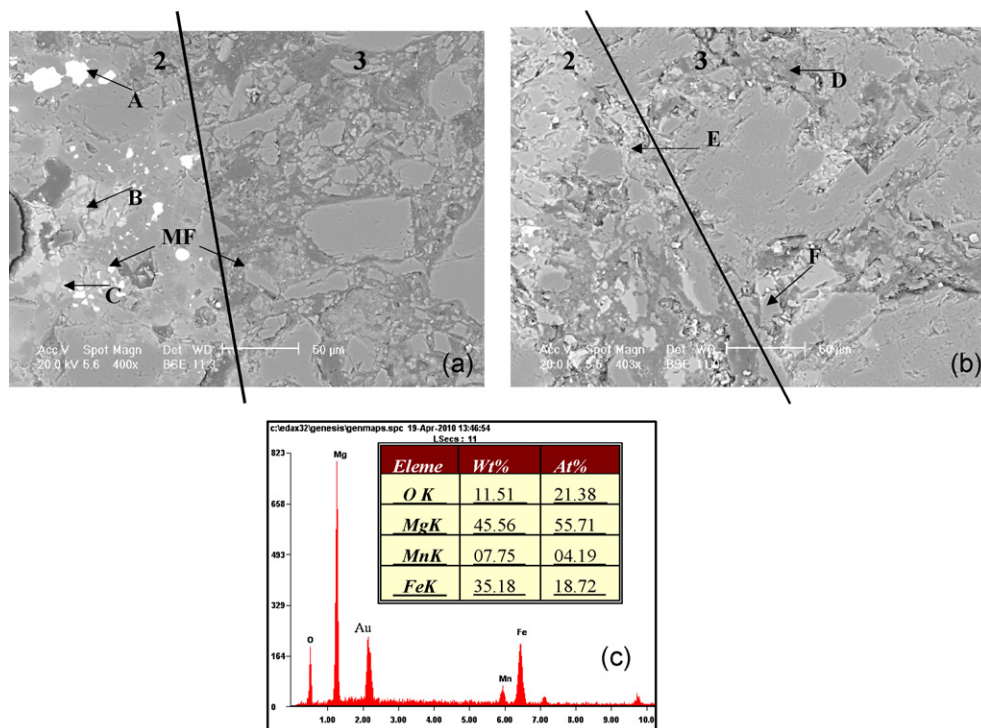 2
3
A
B
MF
C
Acc.V Spot Magn Det WD 50 µm
20.0 kV 5.6 400x BSE 11.3
(a)
2
3
D
E
F
Acc.V Spot Magn Det WD 50 µm
20.0 kV 5.6 403x BSE
(b)
c:\edax32\genesis\genmaps.spc 19-Apr-2010 13:46:54
LSecs : 11
823
658
493
329
164
Mg
O
Au
Mn
Fe
Eleme Wt% At%
O K 11.51 21.38
MgK 45.56 55.71
MnK 07.75 04.19
FeK 35.18 18.72
(c)
1.00 2.00 3.00 4.00 5.00 6.00 7.00 8.00 9.00 10.0